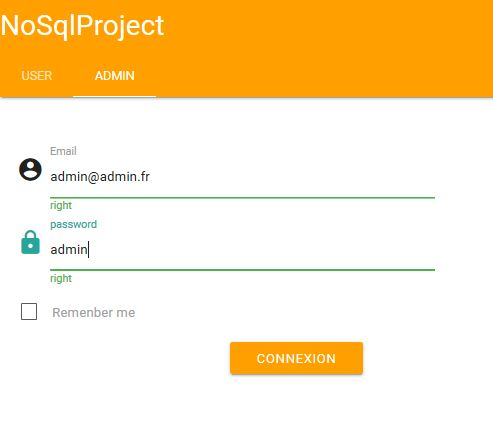 NoSqlProject
USER ADMIN
Email
admin@admin.fr
right
password
admin
right
Remenber me
CONNEXION